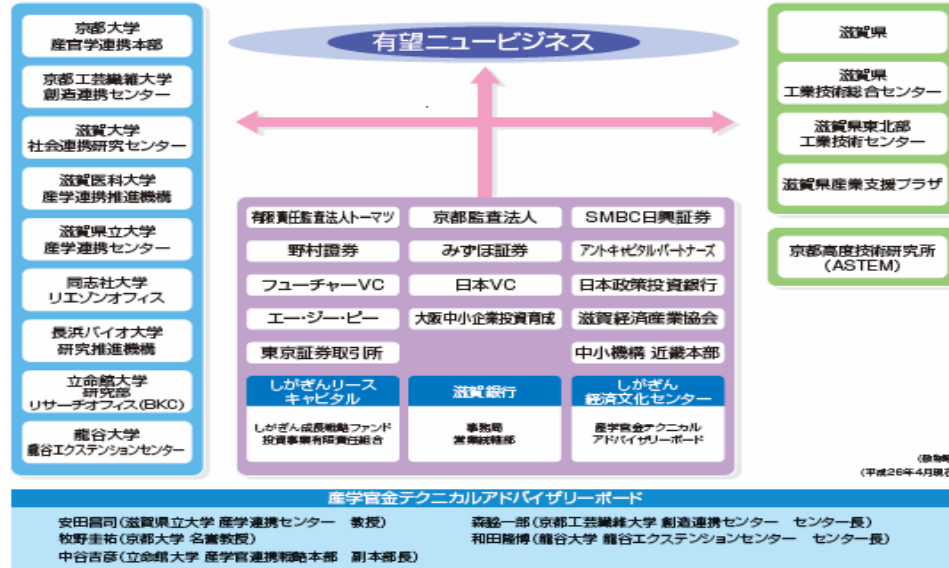 有望ニュービジネス
京都大学
産官学連携本部
京都工芸繊維大学
創造連携センター
滋賀大学
社会連携研究センター
滋賀医科大学
産学連携推進機構
滋賀県立大学
産学連携センター
同志社大学
リエゾンオフィス
長浜バイオ大学
研究推進機構
立命館大学
研究部
リサーチオフィス(BKC)
龍谷大学
龍谷エクステンションセンター
有限責任監査法人トーマツ
京都監査法人
SMBC日興証券
野村證券
みずほ証券
アントキャピタルパートナーズ
フューチャーVC
日本VC
日本政策投資銀行
エー・ジー・ピー
大阪中小企業投資育成
滋賀経済産業協会
東京証券取引所
中小機構 近畿本部
しがぎんリース
キャピタル
しがぎん成長戦略ファンド
投資事業有限責任組合
滋賀銀行
事務局
営業統轄部
しがぎん
経済文化センター
産学官金テクニカル
アドバイザリーボード
滋賀県
滋賀県
工業技術総合センター
滋賀県東北部
工業技術センター
滋賀県産業支援プラザ
京都高度技術研究所
(ASTEM)
(平成26年4月現在
産学官金テクニカルアドバイザリーボード
安田昌司(滋賀県立大学 産学連携センター 教授)
牧野圭祐(京都大学 名誉教授)
中谷吉彦(立命館大学 産学官連携戦略本部 副本部長)
森脇一郎(京都工芸繊維大学 創造連携センター センター長)
和田隆博(龍谷大学 龍谷エクステンションセンター センター長)